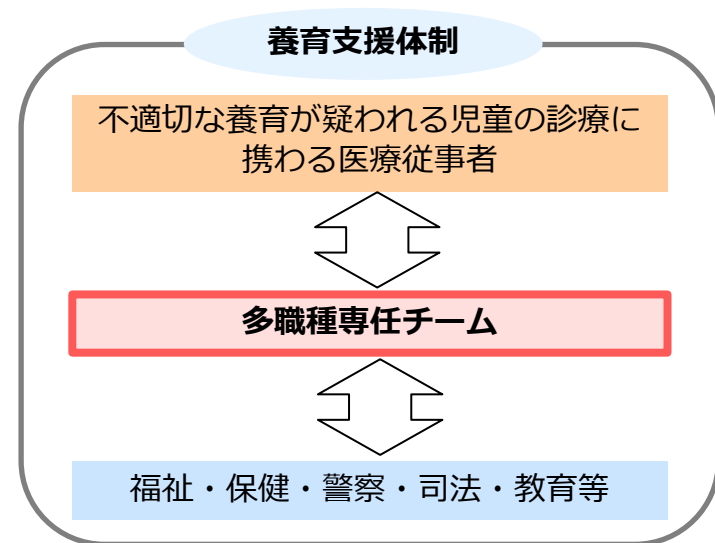 養育支援体制
不適切な養育が疑われる児童の診療に
携わる医療従事者
多職種専任チーム
福祉・保健・警察・司法・教育等